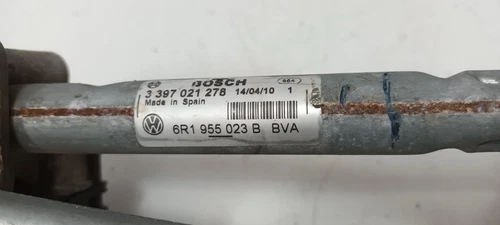 BOSCH
3 397 021 278 14/04/10 1
Made in Spain
6R1 955 023 B BVA